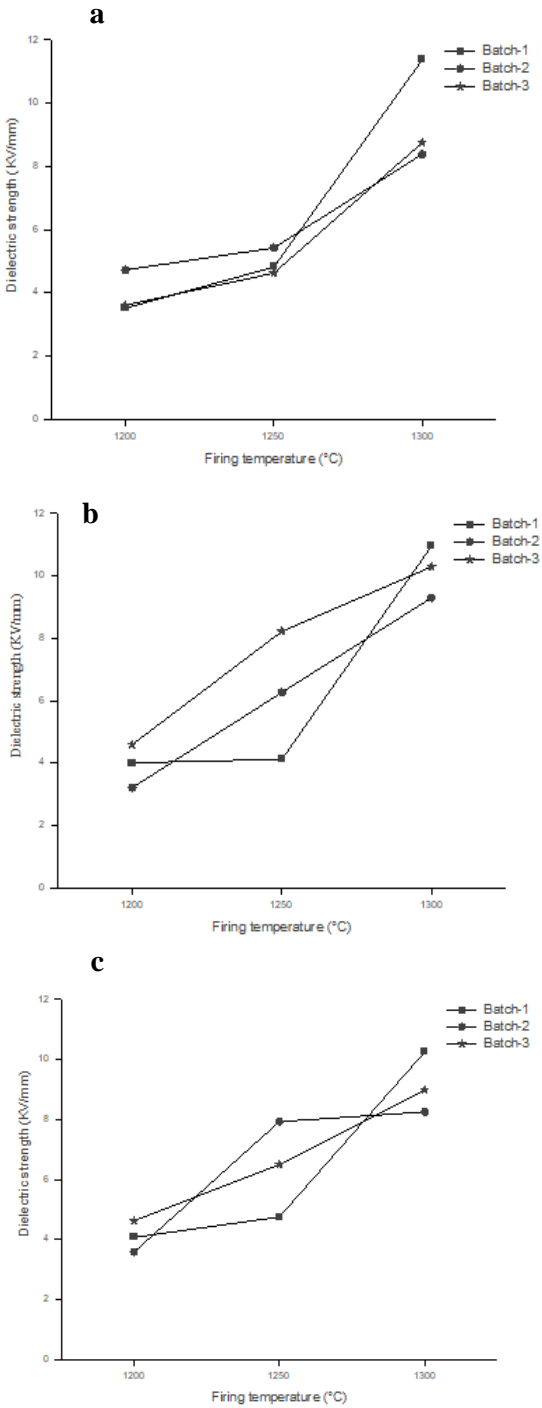 a
Batch-1
Batch-2
Batch-3
Dielectric strength (KV/mm)
12
10
8
6
4
2
0
1200 1250 1300
Firing temperature (°C)
b
Batch-1
Batch-2
Batch-3
Dielectric strength (KV/mm)
12
10
8
6
4
2
0
1200 1250 1300
Firing temperature (°C)
c
Batch-1
Batch-2
Batch-3
Dielectric strength (KV/mm)
12
10
8
6
4
2
0
1200 1250 1300
Firing temperature (°C)